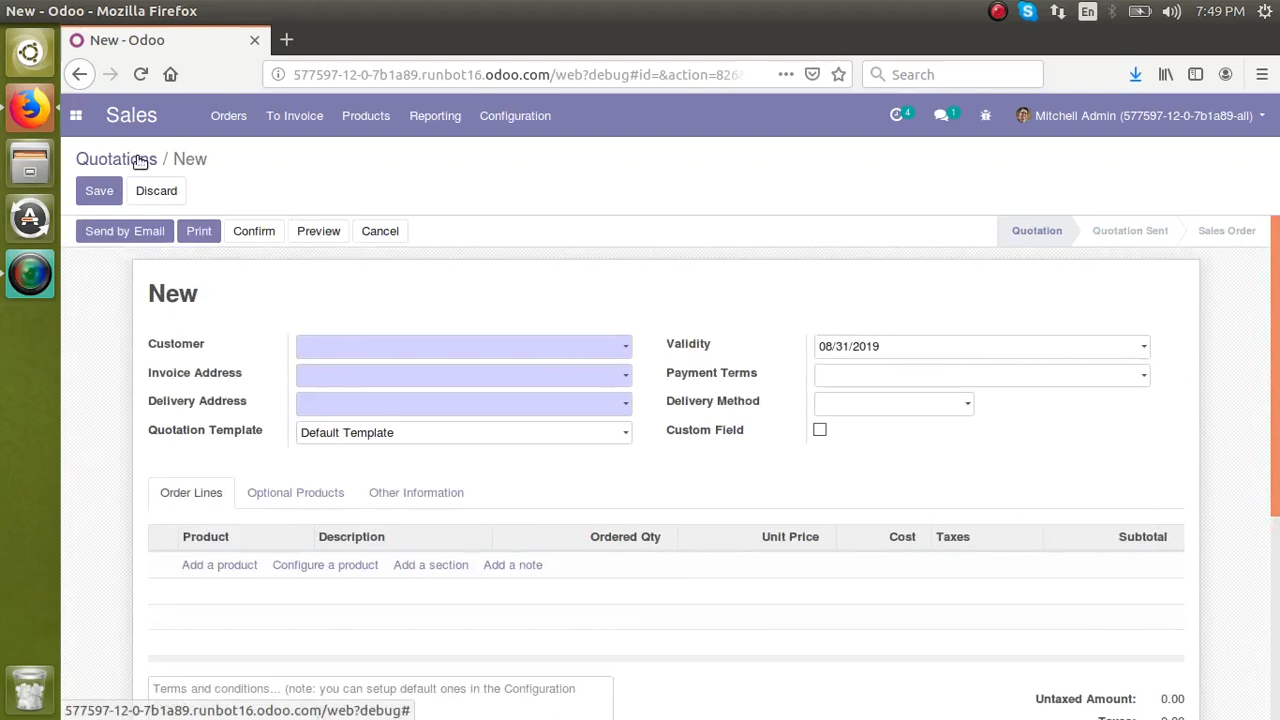 New - Odoo - Mozilla Firefox
En
7:49 PM
New - Odoo
577597-12-0-7b1a89.runbot16.odoo.com/web?debug#id=&action=826
Search
Sales
Orders
To Invoice
Products
Reporting
Configuration
4
1
Mitchell Admin (577597-12-0-7b1a89-all)
Quotations / New
Save
Discard
Send by Email
Print
Confirm
Preview
Cancel
Quotation
Quotation Sent
Sales Order
New
Customer
Validity
08/31/2019
Invoice Address
Payment Terms
Delivery Address
Delivery Method
Quotation Template
Default Template
Custom Field
Order Lines
Optional Products
Other Information
Product
Description
Ordered Qty
Unit Price
Cost
Taxes
Subtotal
Add a product
Configure a product
Add a section
Add a note
Terms and conditions... (note: you can setup default ones in the Configuration
Untaxed Amount:
0.00
577597-12-0-7b1a89.runbot16.odoo.com/web?debug#